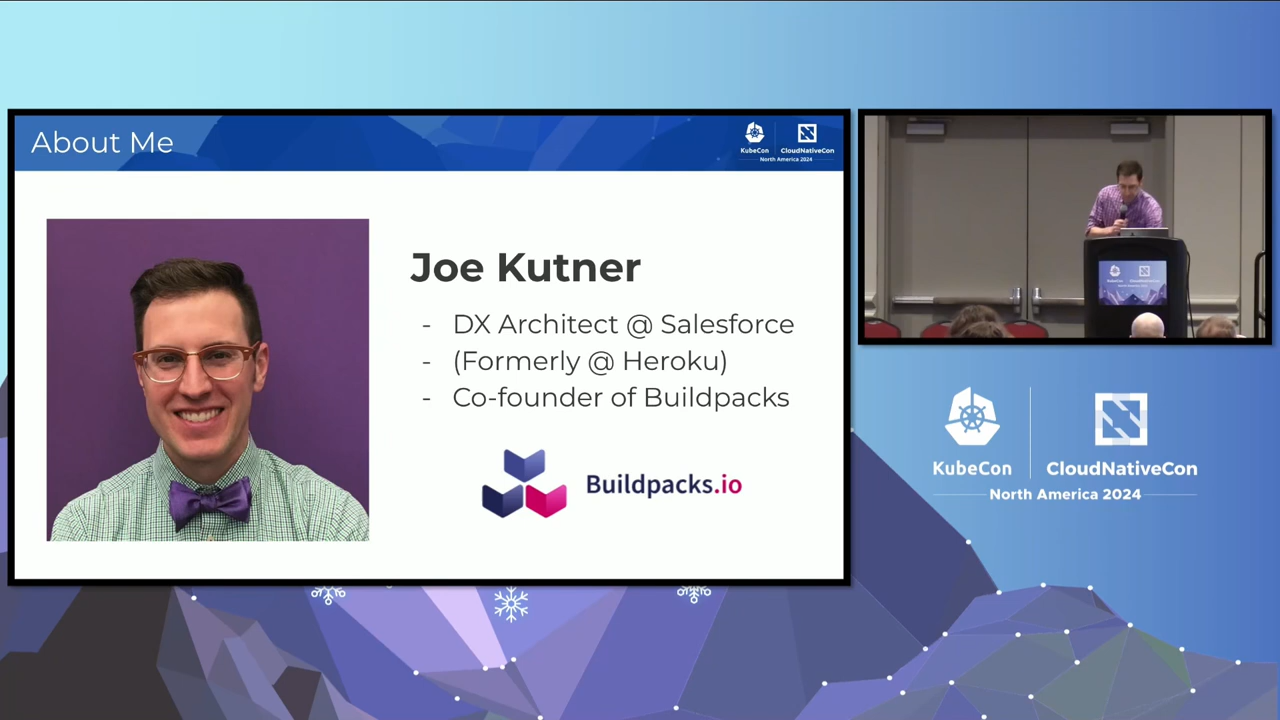 About Me
KubeCon
CloudNativeCon
North America 2024
Joe Kutner
- DX Architect @ Salesforce
- (Formerly @ Heroku)
- Co-founder of Buildpacks
Buildpacks.io
KubeCon
CloudNativeCon
North America 2024